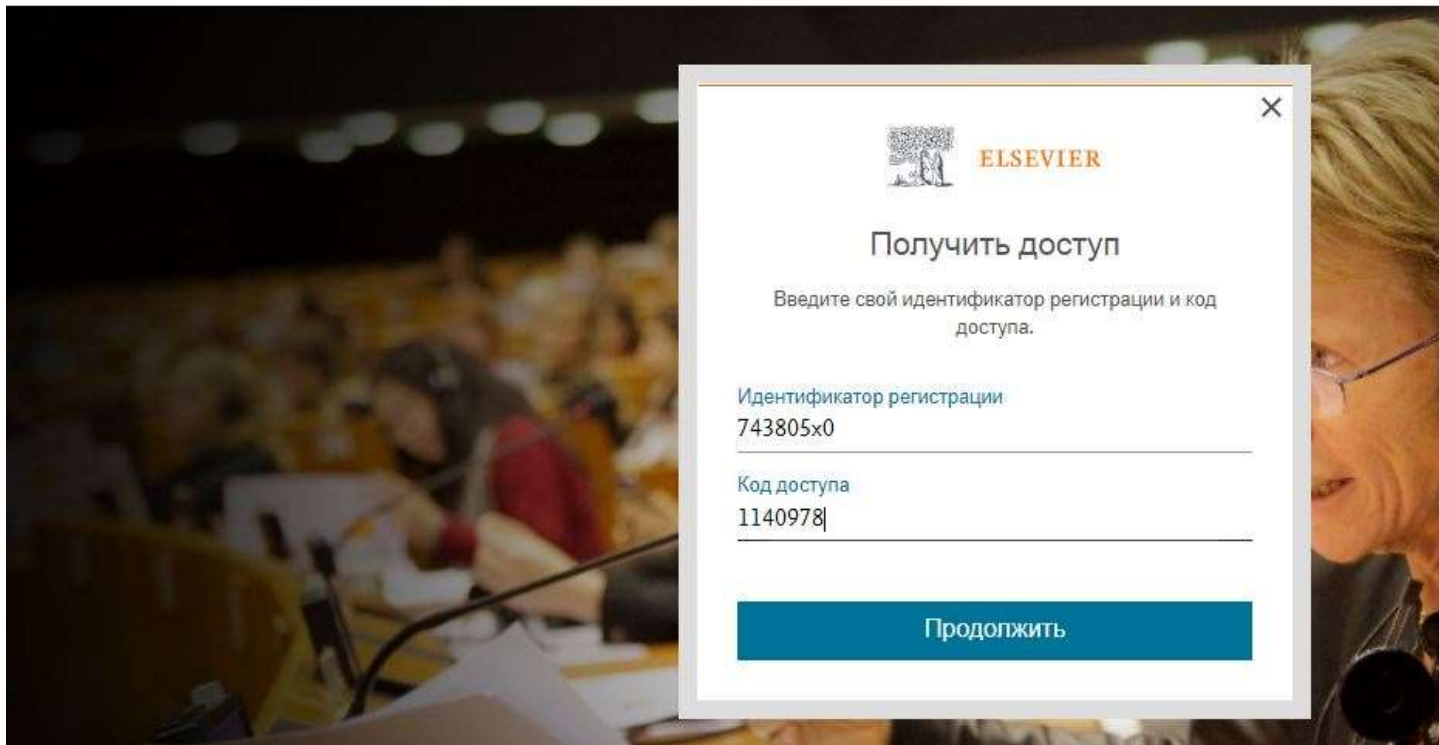 ELSEVIER
Получить доступ
Введите свой идентификатор регистрации и код
доступа.
Идентификатор регистрации
743805x0
Код доступа
1140978
Продолжить